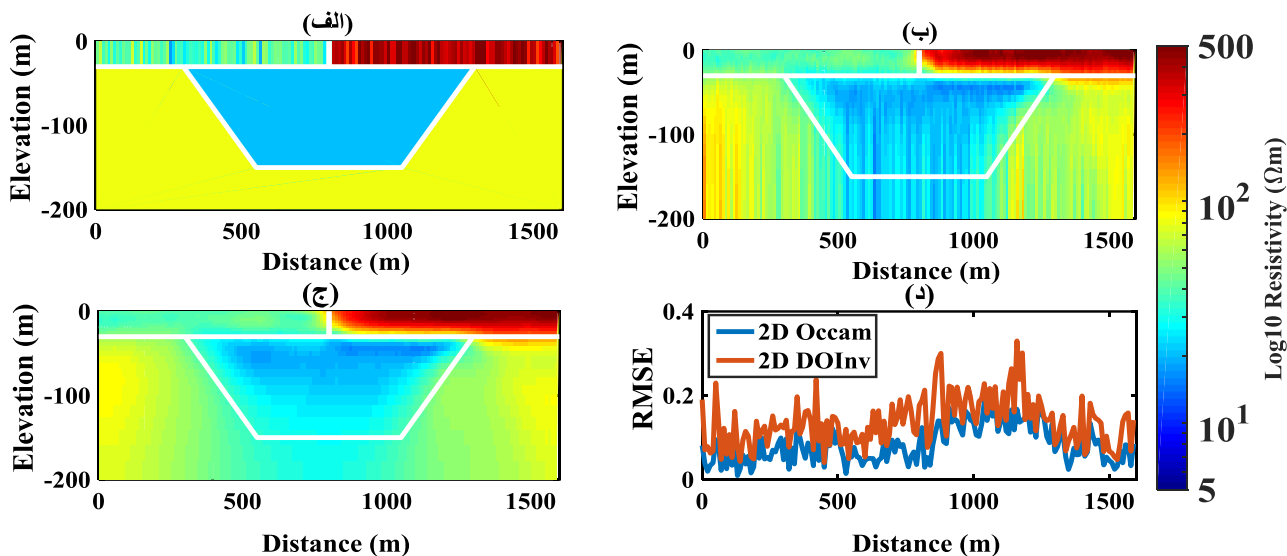 (الف)
Elevation (m)
0
-100
-200
0 500 1000 1500
Distance (m)
(ب)
Elevation (m)
0
-100
-200
0 500 1000 1500
Distance (m)
(ج)
Elevation (m)
0
-100
-200
0 500 1000 1500
Distance (m)
(د)
RMSE
0.4
0.2
0
2D Occam
2D DOInv
0 500 1000 1500
Distance (m)
500
10²
10¹
5
Log10 Resistivity (Ωm)